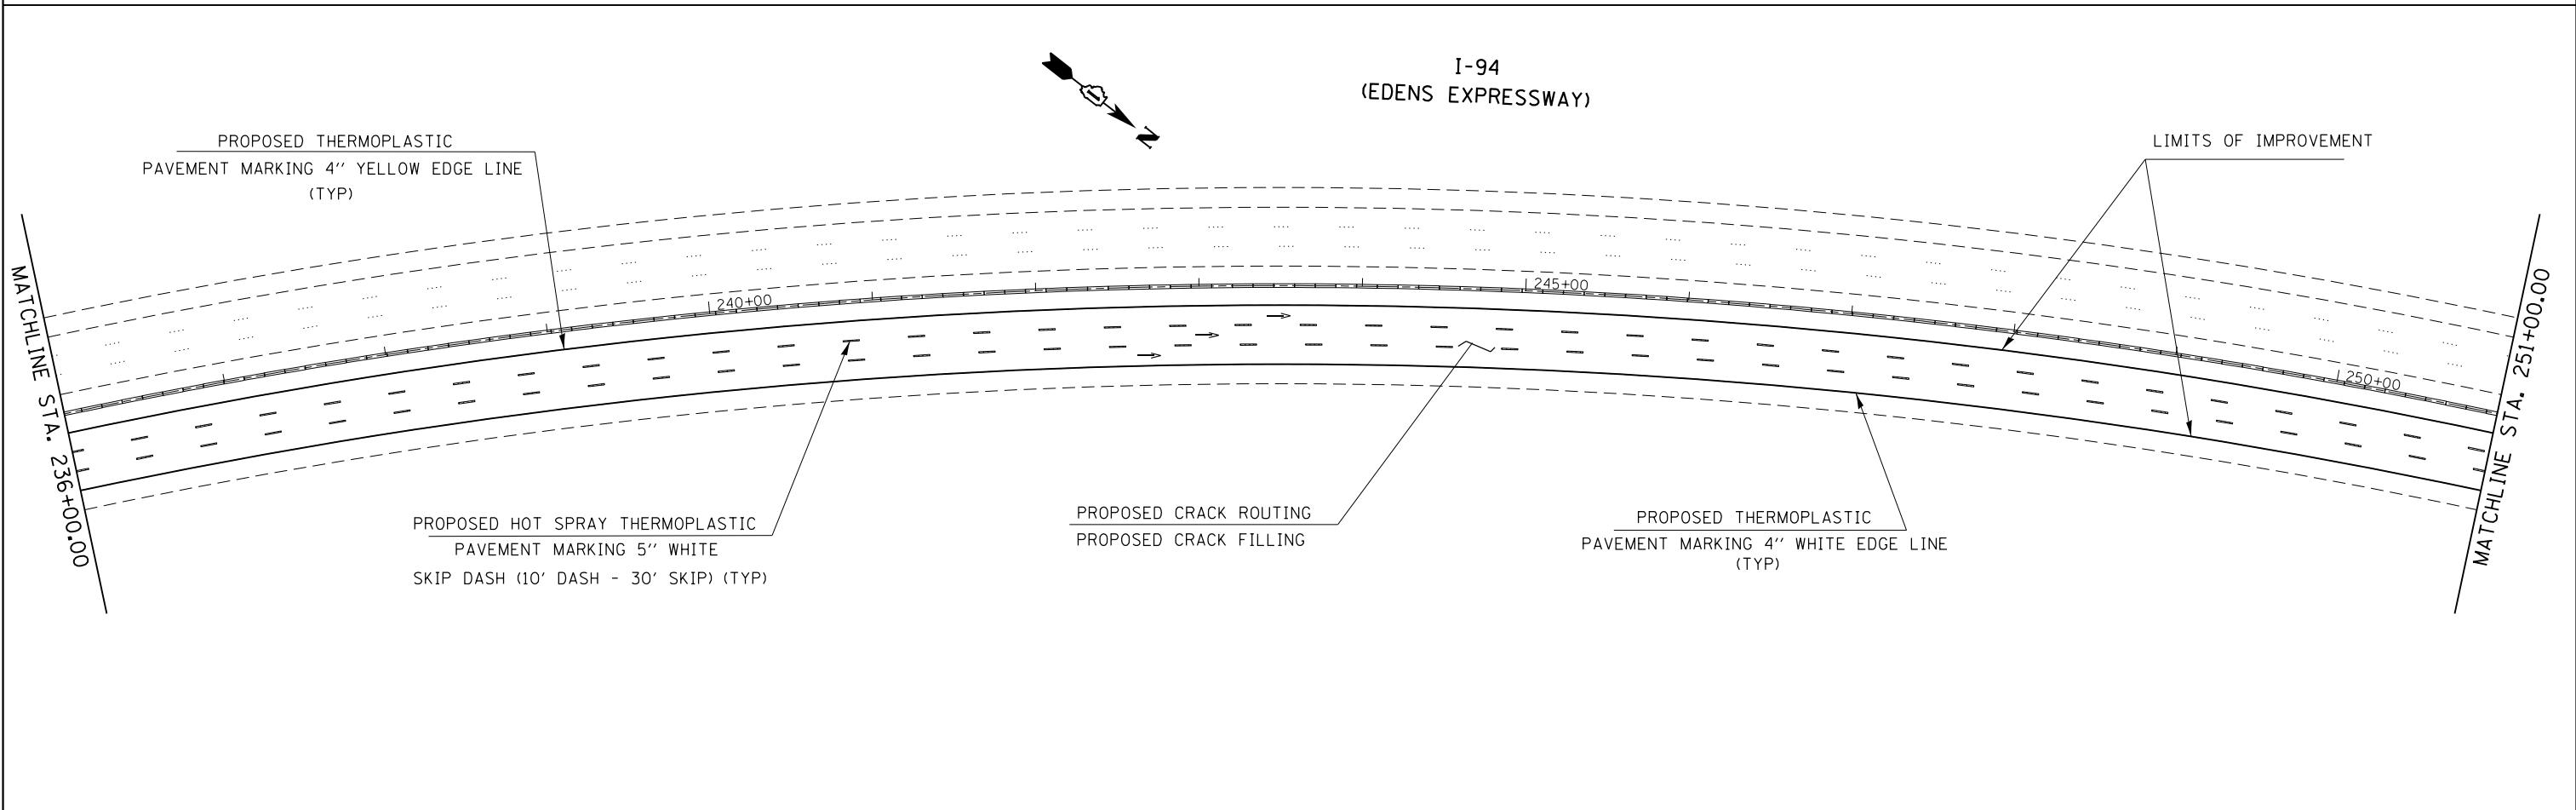 I-94
(EDENS EXPRESSWAY)
N
PROPOSED THERMOPLASTIC
PAVEMENT MARKING 4'' YELLOW EDGE LINE
(TYP)
LIMITS OF IMPROVEMENT
MATCHLINE STA. 236+00.00
240+00
245+00
250+00
MATCHLINE STA. 251+00.00
PROPOSED HOT SPRAY THERMOPLASTIC
PAVEMENT MARKING 5'' WHITE
SKIP DASH (10' DASH - 30' SKIP) (TYP)
PROPOSED CRACK ROUTING
PROPOSED CRACK FILLING
PROPOSED THERMOPLASTIC
PAVEMENT MARKING 4'' WHITE EDGE LINE
(TYP)